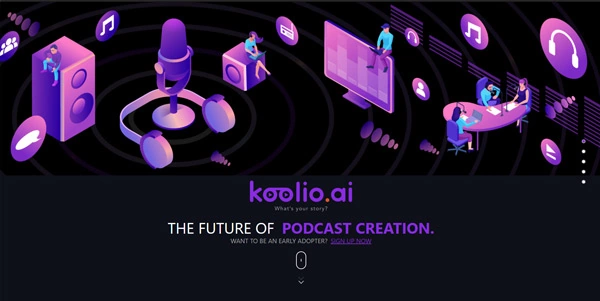 koolio.ai
What's your story?
THE FUTURE OF PODCAST CREATION.
WANT TO BE AN EARLY ADOPTER? SIGN UP NOW